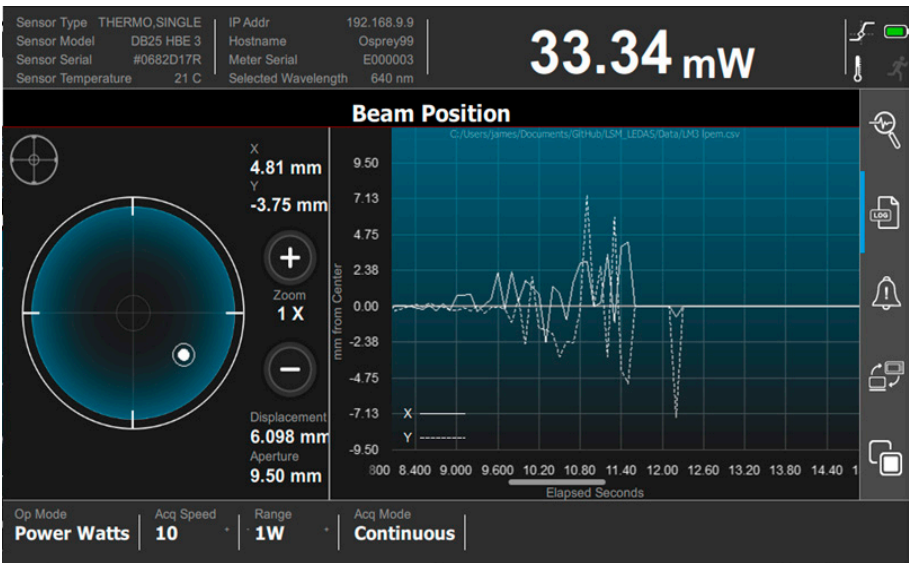 Sensor Type THERMO,SINGLE
Sensor Model DB25 HBE 3
Sensor Serial #0682D17R
Sensor Temperature 21 C
IP Addr 192.168.9.9
Hostname Osprey99
Meter Serial E000003
Selected Wavelength 640 nm
33.34 mW
Beam Position
X
4.81 mm
Y
-3.75 mm
Zoom
1 X
Displacement
6.098 mm
Aperture
9.50 mm
C:/Users/james/Documents/GitHub/LSM_LEDAS/Data/LM3 lpem.csv
mm from Center
9.50
7.13
4.75
2.38
0.00
-2.38
-4.75
-7.13
-9.50
X
Y
800 8.400 9.000 9.600 10.20 10.80 11.40 12.00 12.60 13.20 13.80 14.40 1
Elapsed Seconds
LOG
Op Mode
Power Watts
Acq Speed
10
Range
1W
Acq Mode
Continuous